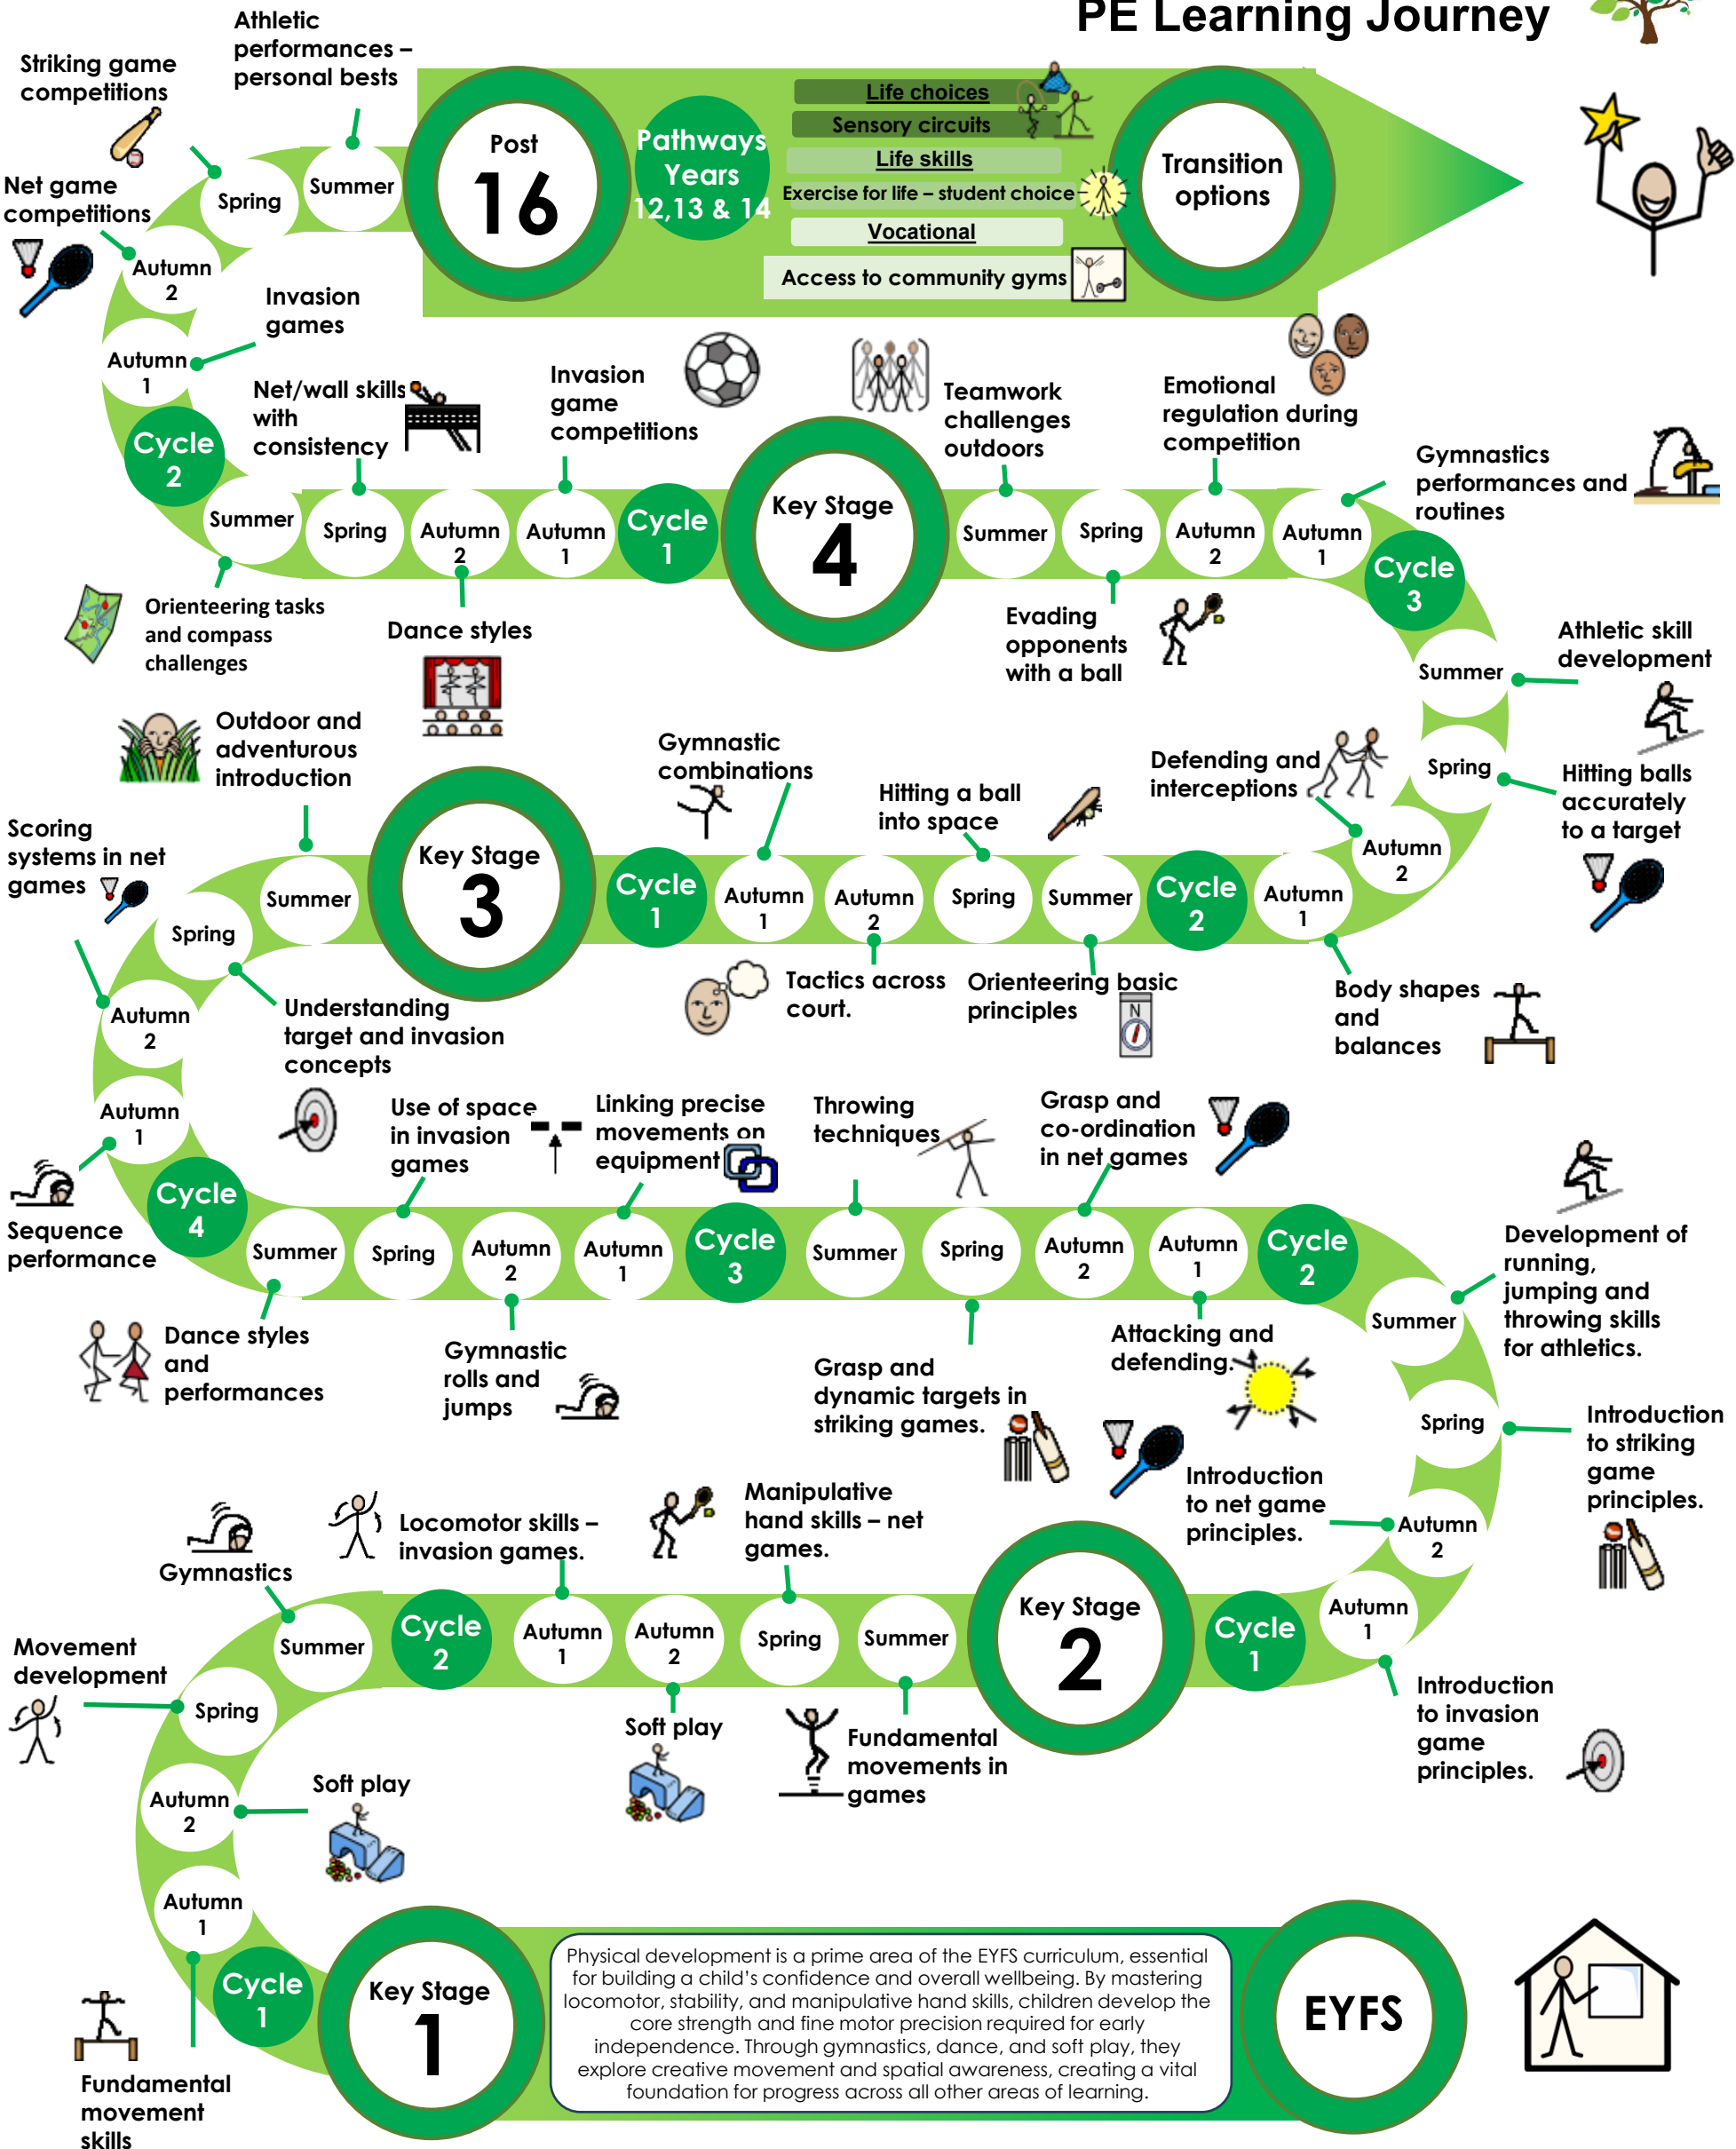 PE Learning Journey
Athletic
performances –
personal bests
Striking game
competitions
Net game
competitions
Spring
Summer
Autumn
2
Autumn
1
Invasion
games
Cycle
2
Post
16
Pathways
Years
12,13 & 14
Life choices
Sensory circuits
Life skills
Exercise for life – student choice
Vocational
Access to community gyms
Transition
options
Net/wall skills
with
consistency
Invasion
game
competitions
Teamwork
challenges
outdoors
Emotional
regulation during
competition
Gymnastics
performances and
routines
Summer
Spring
Autumn
2
Autumn
1
Cycle
1
Key Stage
4
Summer
Spring
Autumn
2
Autumn
1
Cycle
3
Orienteering tasks
and compass
challenges
Dance styles
Evading
opponents
with a ball
Summer
Athletic skill
development
Spring
Hitting balls
accurately
to a target
Outdoor and
adventurous
introduction
Gymnastic
combinations
Hitting a ball
into space
Defending and
interceptions
Autumn
2
Scoring
systems in net
games
Summer
Key Stage
3
Cycle
1
Autumn
1
Autumn
2
Spring
Summer
Cycle
2
Autumn
1
Spring
Autumn
2
Understanding
target and invasion
concepts
Tactics across
court.
Orienteering basic
principles
N
Body shapes
and
balances
Autumn
1
Sequence
performance
Cycle
4
Use of space
in invasion
games
Linking precise
movements on
equipment
Throwing
techniques
Grasp and
co-ordination
in net games
Summer
Spring
Autumn
2
Autumn
1
Cycle
3
Summer
Spring
Autumn
2
Autumn
1
Cycle
2
Development of
running,
jumping and
throwing skills
for athletics.
Summer
Dance styles
and
performances
Gymnastic
rolls and
jumps
Grasp and
dynamic targets in
striking games.
Attacking and
defending.
Spring
Introduction
to striking
game
principles.
Introduction
to net game
principles.
Autumn
2
Gymnastics
Locomotor skills –
invasion games.
Manipulative
hand skills – net
games.
Summer
Cycle
2
Autumn
1
Autumn
2
Spring
Summer
Key Stage
2
Cycle
1
Autumn
1
Introduction
to invasion
game
principles.
Movement
development
Spring
Soft play
Fundamental
movements in
games
Autumn
2
Soft play
Autumn
1
Cycle
1
Fundamental
movement
skills
Key Stage
1
Physical development is a prime area of the EYFS curriculum, essential
for building a child's confidence and overall wellbeing. By mastering
locomotor, stability, and manipulative hand skills, children develop the
core strength and fine motor precision required for early
independence. Through gymnastics, dance, and soft play, they
explore creative movement and spatial awareness, creating a vital
foundation for progress across all other areas of learning.
EYFS